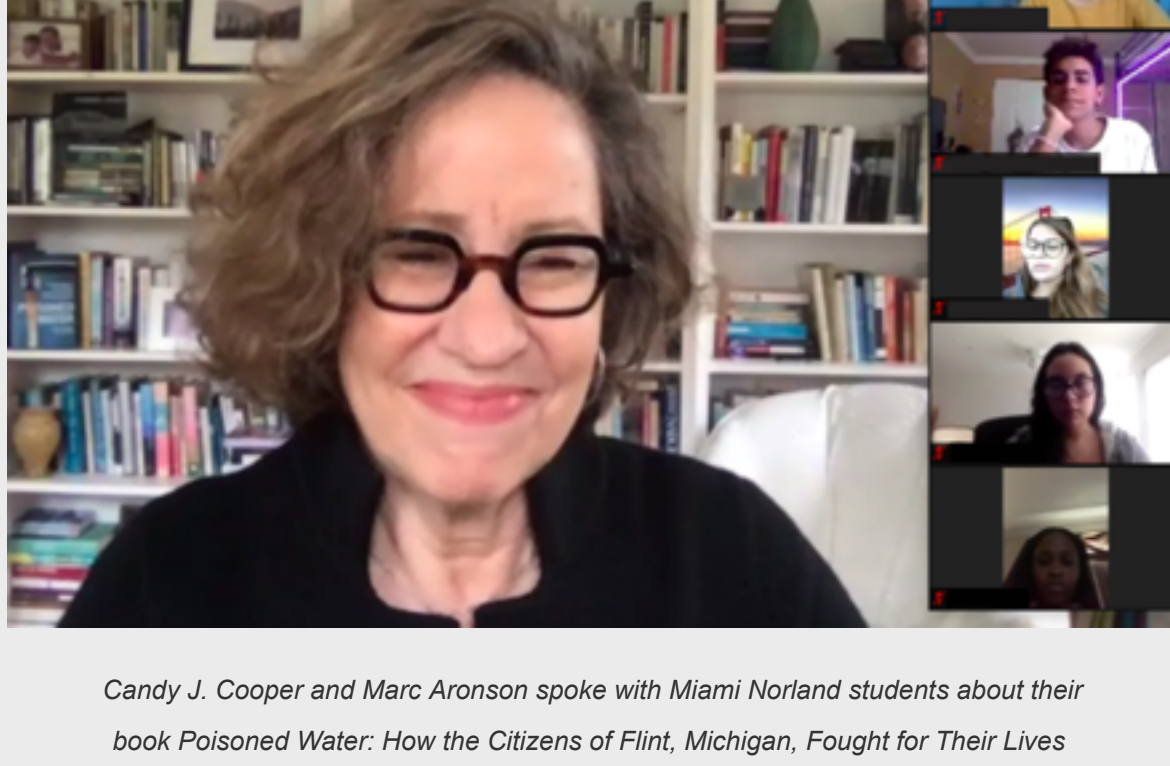 Candy J. Cooper and Marc Aronson spoke with Miami Norland students about their
book Poisoned Water: How the Citizens of Flint, Michigan, Fought for Their Lives